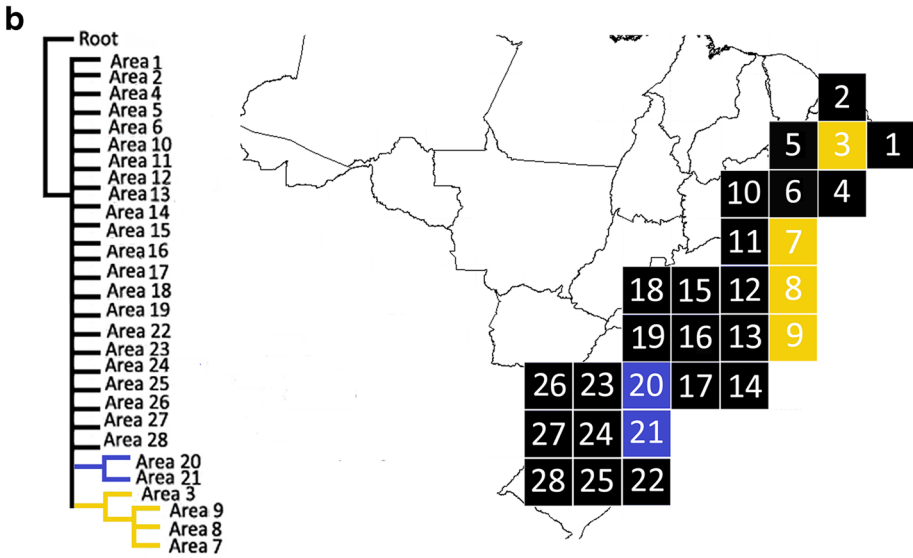 b
Root
Area 1
Area 2
Area 4
Area 5
Area 6
Area 10
Area 11
Area 12
Area 13
Area 14
Area 15
Area 16
Area 17
Area 18
Area 19
Area 22
Area 23
Area 24
Area 25
Area 26
Area 27
Area 28
Area 20
Area 21
Area 3
Area 9
Area 8
Area 7
2
5 3 1
10 6 4
11 7
18 15 12 8
19 16 13 9
26 23 20 17 14
27 24 21
28 25 22